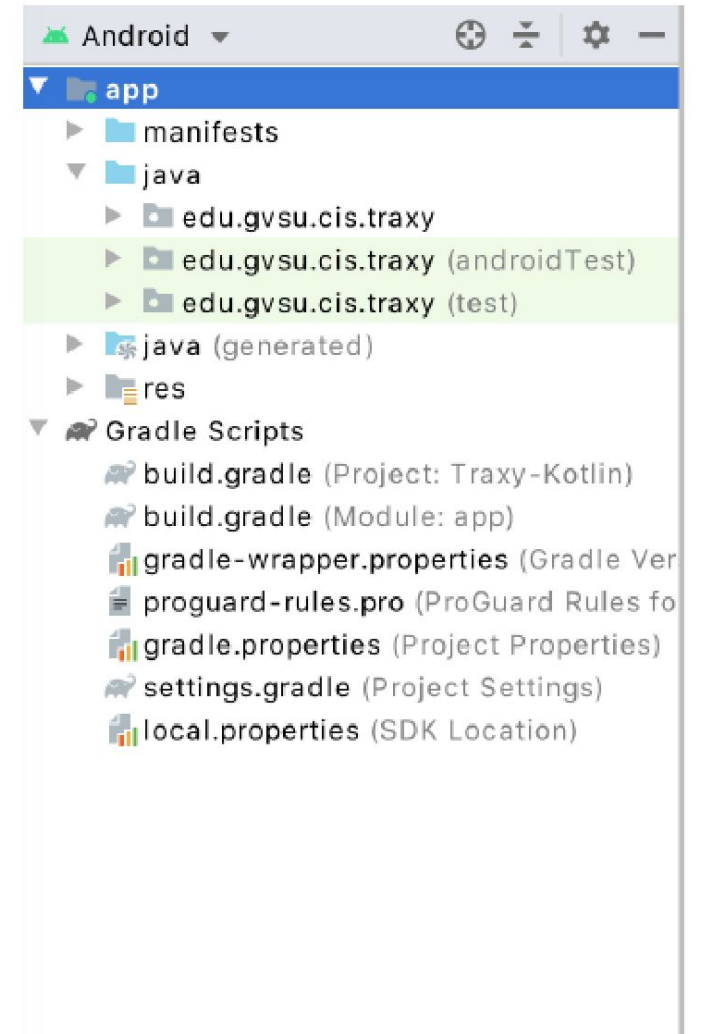 Android
app
manifests
java
edu.gvsu.cis.traxy
edu.gvsu.cis.traxy (androidTest)
edu.gvsu.cis.traxy (test)
java (generated)
res
Gradle Scripts
build.gradle (Project: Traxy-Kotlin)
build.gradle (Module: app)
gradle-wrapper.properties (Gradle Ver
proguard-rules.pro (ProGuard Rules fo
gradle.properties (Project Properties)
settings.gradle (Project Settings)
local.properties (SDK Location)